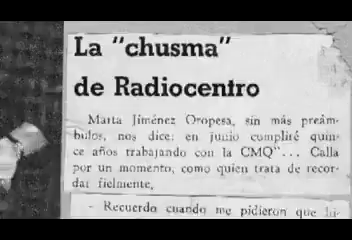 La "chusma"
de Radiocentro
Marta Jiménez Oropesa, sin más preám-
bulos, nos dice: en junio cumpliré quin-
ce años trabajando con la CMQ"... Calla
por un momento, como quien trata de recor-
dar fielmente,
- Recuerdo cuando me pidieron que hi-